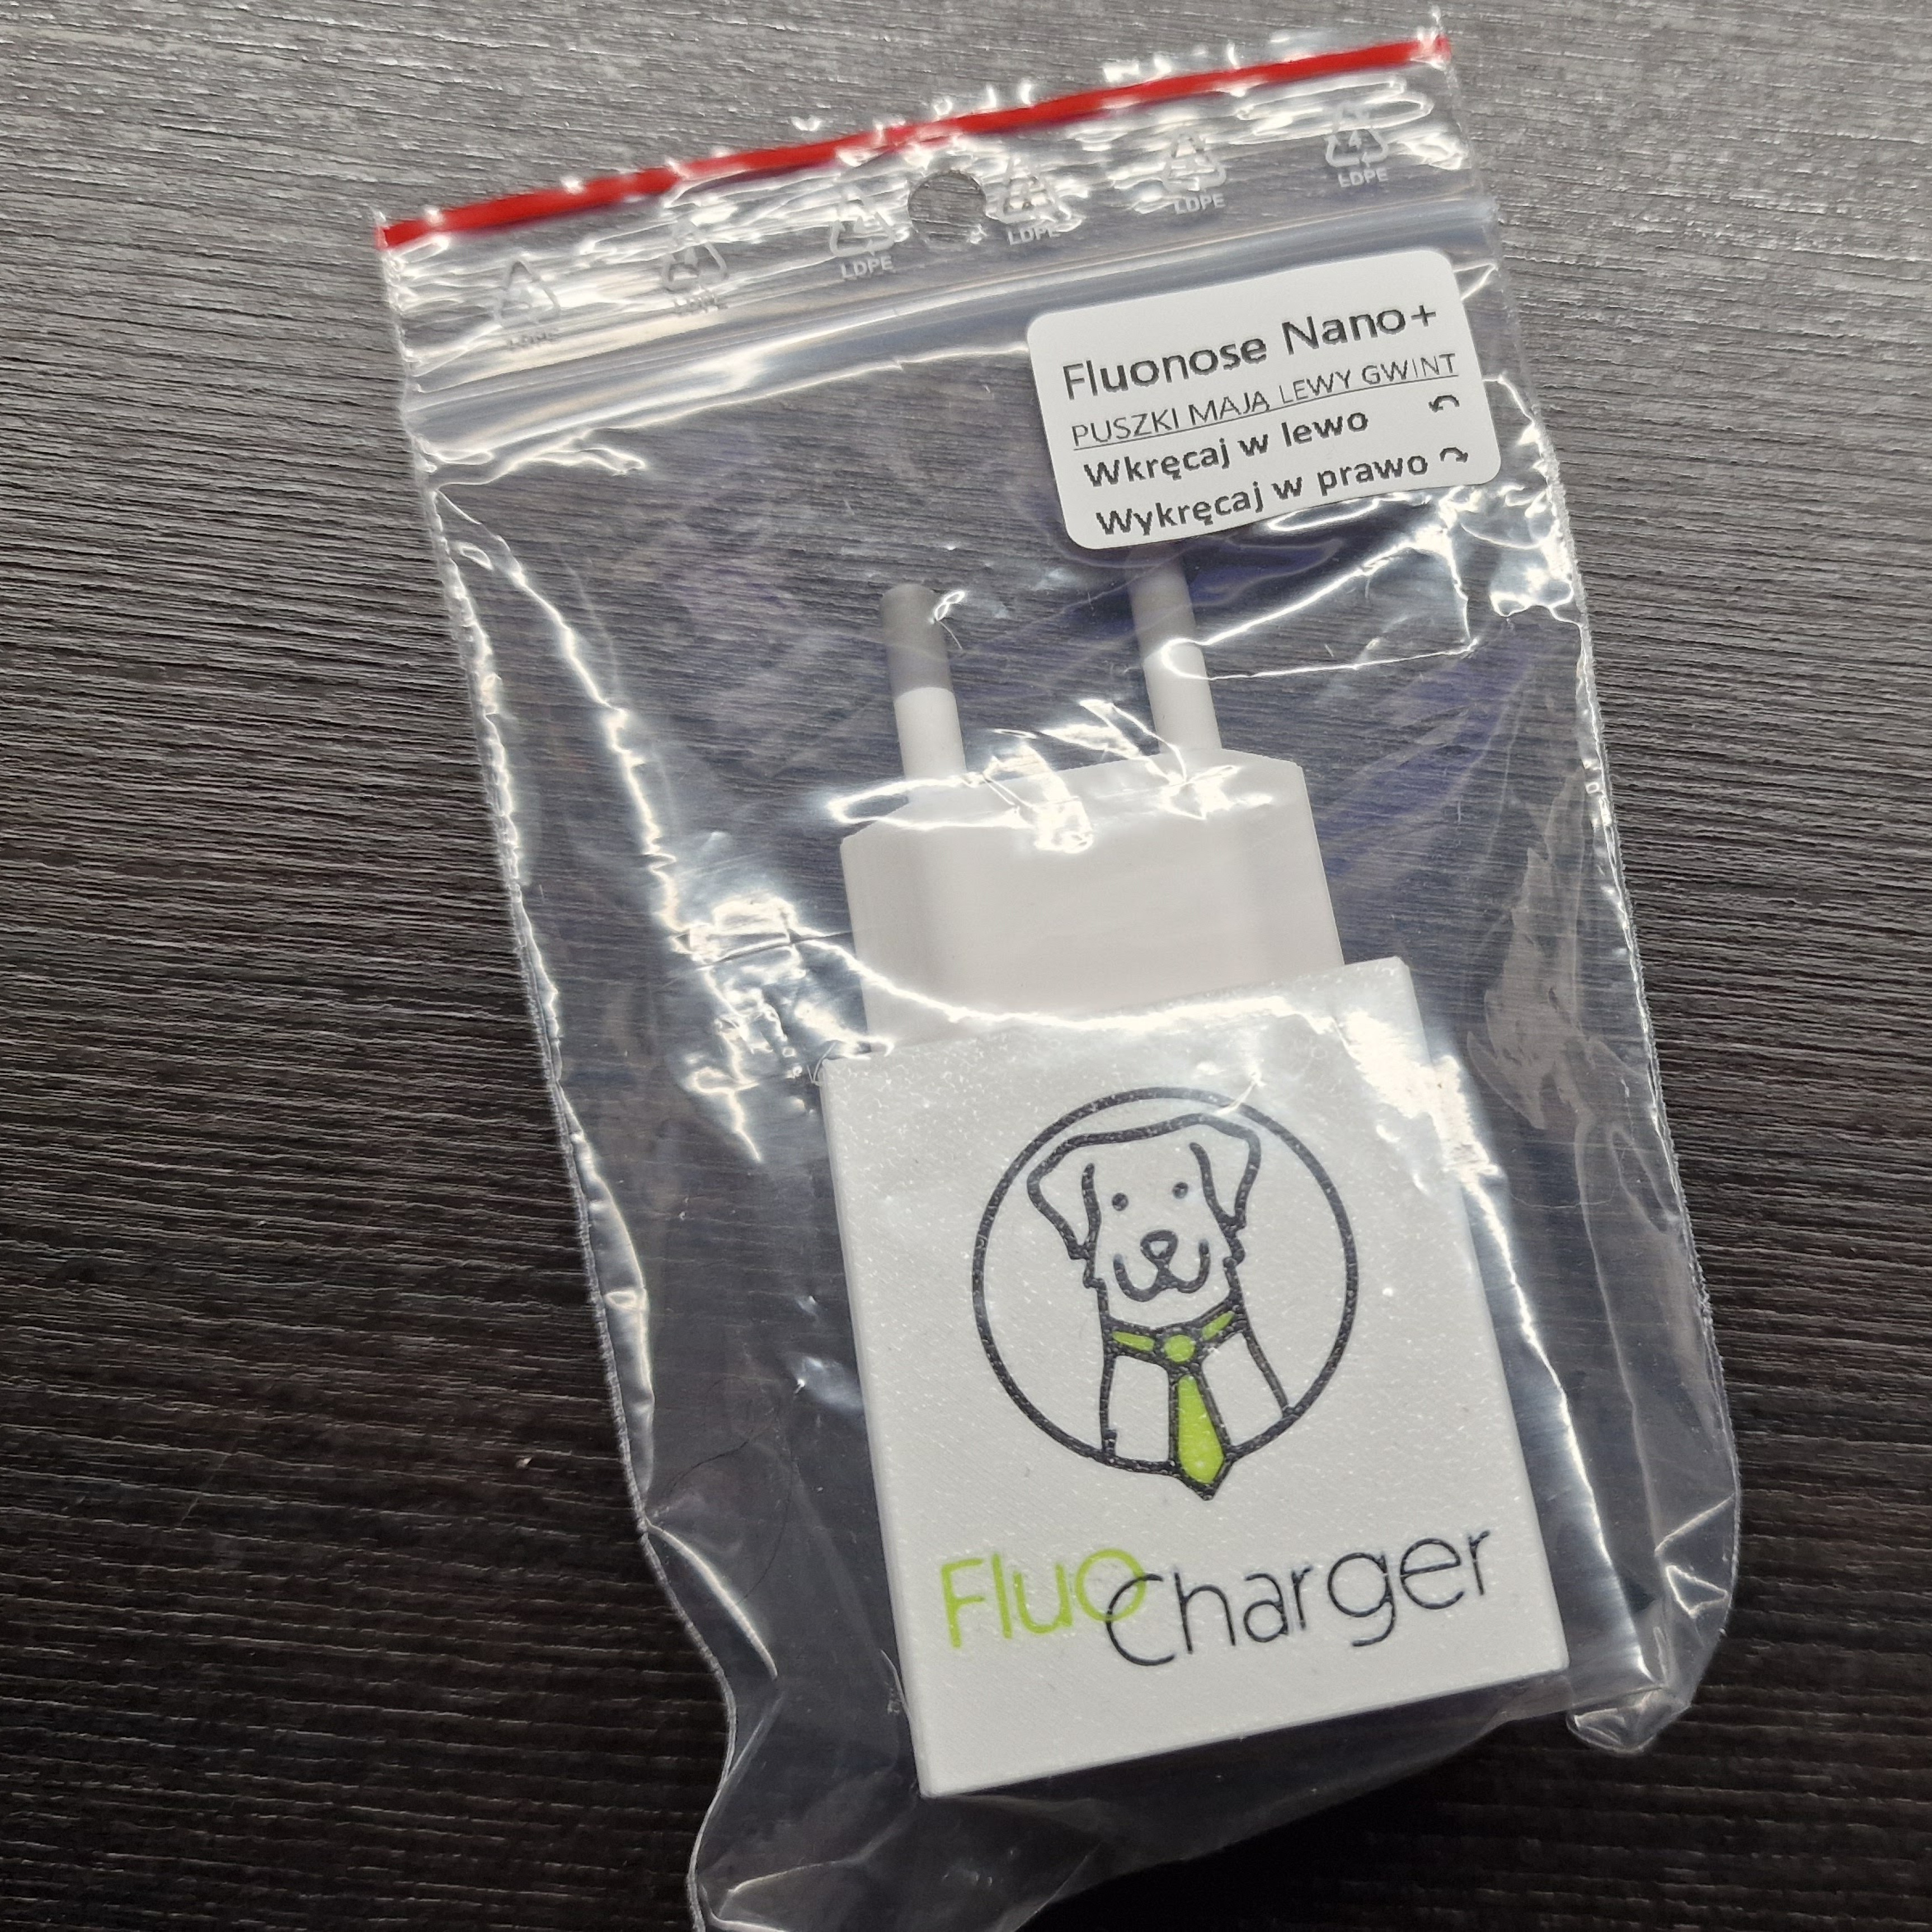 LDPE
LDPE
LDPE
LDPE
Fluonose Nano+
PUSZKI MAJĄ LEWY GWINT
Wkręcaj w lewo ↶
Wykręcaj w prawo ↷
FluoCharger